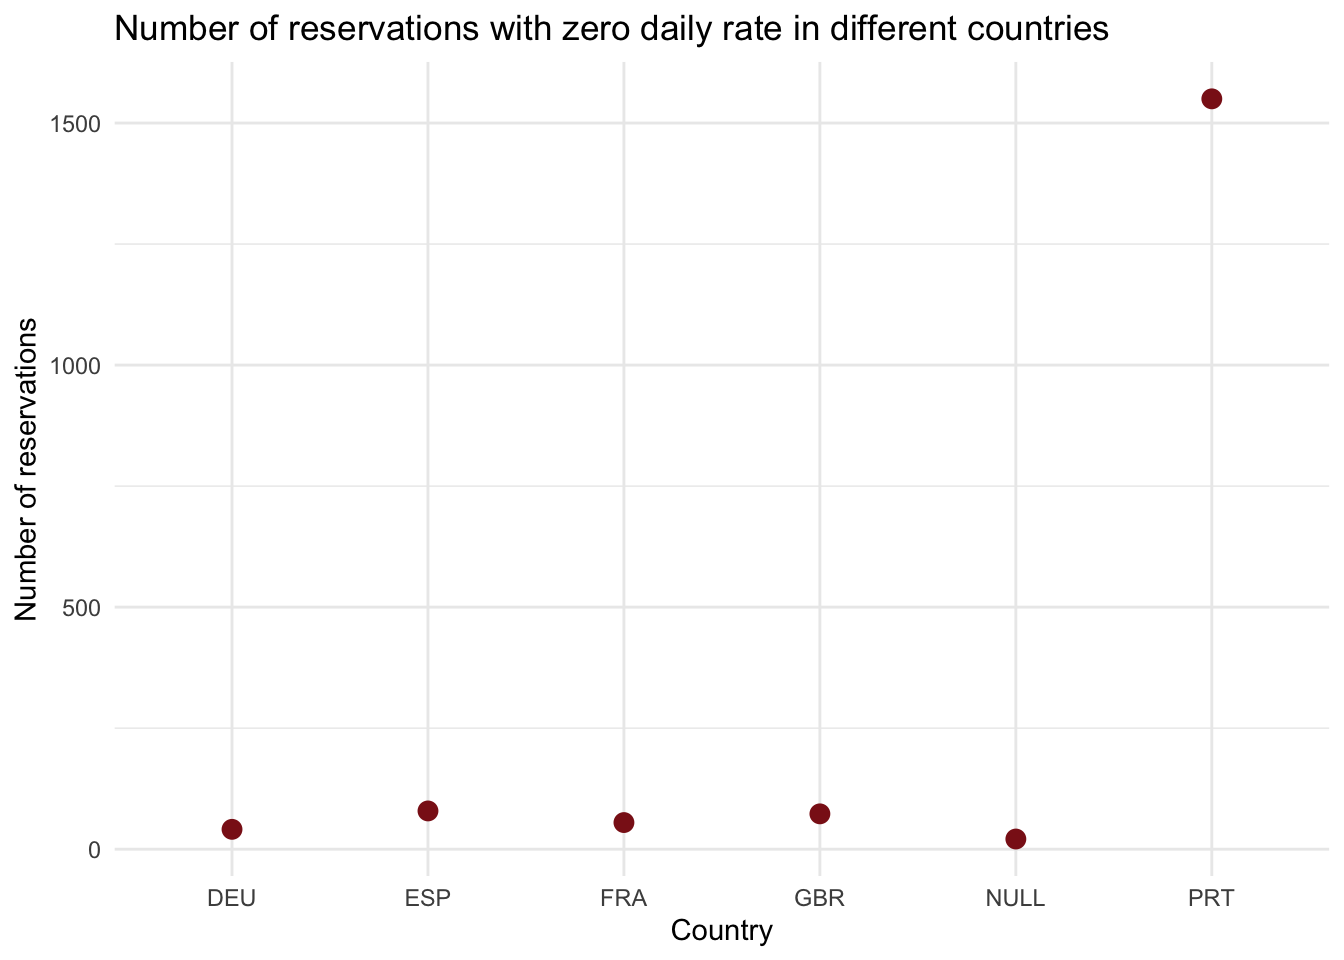 Number of reservations with zero daily rate in different countries
Number of reservations
1500
1000
500
0
DEU ESP FRA GBR NULL PRT
Country